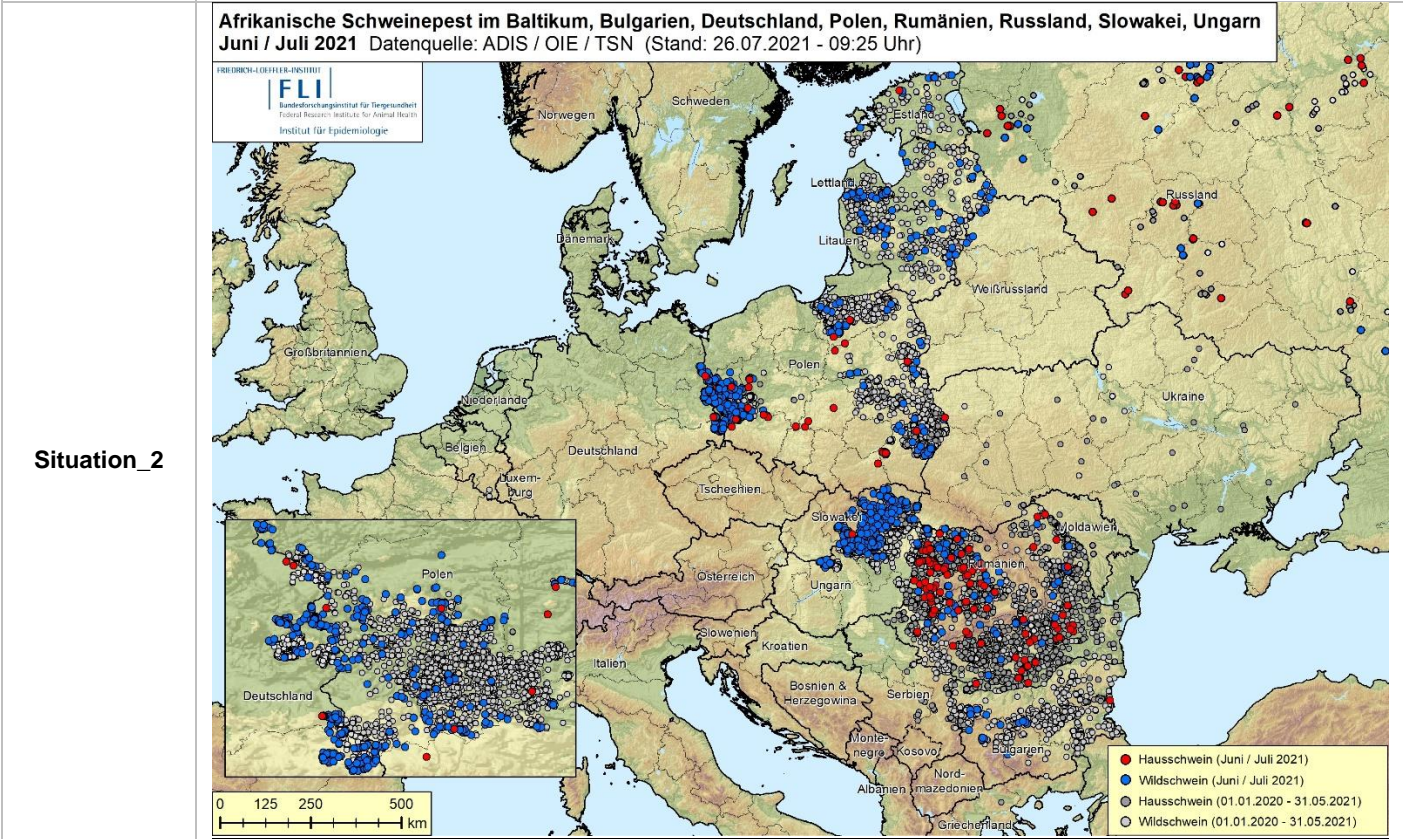 Situation_2
Afrikanische Schweinepest im Baltikum, Bulgarien, Deutschland, Polen, Rumänien, Russland, Slowakei, Ungarn
Juni / Juli 2021 Datenquelle: ADIS / OIE / TSN (Stand: 26.07.2021 - 09:25 Uhr)
FRIEDRICH-LOEFFLER-INSTITUT
FLI
Bundesforschungsinstitut für Tiergesundheit
Federal Research Institute for Animal Health
Institut für Epidemiologie
Schweden
Norwegen
Estland
Lettland
Russland
Dänemark
Litauen
Weißrussland
Großbritannien
Polen
Niederlande
Ukraine
Belgien
Deutschland
Luxem-
burg
Tschechien
Slowakei
Moldawien
Rumänien
Österreich
Ungarn
Slowenien
Kroatien
Italien
Bosnien &
Herzegowina
Serbien
Monte-
negro
Kosovo
Bulgarien
Nord-
mazedonien
Albanien
Griechenland
Polen
Deutschland
0 125 250 500
km
Hausschwein (Juni / Juli 2021)
Wildschwein (Juni / Juli 2021)
Hausschwein (01.01.2020 - 31.05.2021)
Wildschwein (01.01.2020 - 31.05.2021)